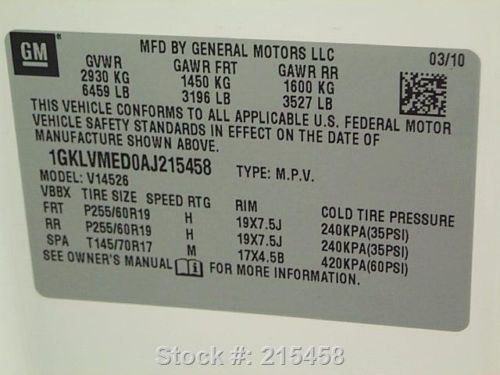 GM
MFD BY GENERAL MOTORS LLC 03/10
GVWR GAWR FRT GAWR RR
2930 KG 1450 KG 1600 KG
6459 LB 3196 LB 3527 LB
THIS VEHICLE CONFORMS TO ALL APPLICABLE U.S. FEDERAL MOTOR
VEHICLE SAFETY STANDARDS IN EFFECT ON THE DATE OF
MANUFACTURE SHOWN ABOVE.
1GKLVMED0AJ215458 TYPE: M.P.V.
MODEL: V14526
VBBX TIRE SIZE SPEED RTG RIM COLD TIRE PRESSURE
FRT P255/60R19 H 19X7.5J 240KPA(35PSI)
RR P255/60R19 H 19X7.5J 240KPA(35PSI)
SPA T145/70R17 M 17X4.5B 420KPA(60PSI)
SEE OWNER'S MANUAL FOR MORE INFORMATION.
Stock #: 215458